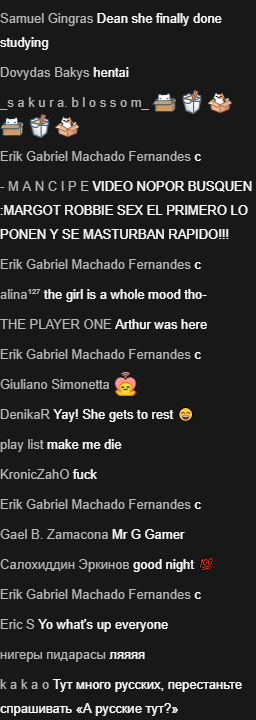 Samuel Gingras Dean she finally done
studying
Dovydas Bakys hentai
_s a k u r a. b l o s s o m_
Erik Gabriel Machado Fernandes c
- M A N C I P E VIDEO NOPOR BUSQUEN
:MARGOT ROBBIE SEX EL PRIMERO LO
PONEN Y SE MASTURBAN RAPIDO!!!
Erik Gabriel Machado Fernandes c
alina¹²⁷ the girl is a whole mood tho-
THE PLAYER ONE Arthur was here
Erik Gabriel Machado Fernandes c
Giuliano Simonetta
DenikaR Yay! She gets to rest 😄
play list make me die
KronicZahO fuck
Erik Gabriel Machado Fernandes c
Gael B. Zamacona Mr G Gamer
Салохиддин Эркинов good night 💯
Erik Gabriel Machado Fernandes c
Eric S Yo what's up everyone
нигеры пидарасы ляяяя
k a k a o Тут много русских, перестаньте
спрашивать «А русские тут?»